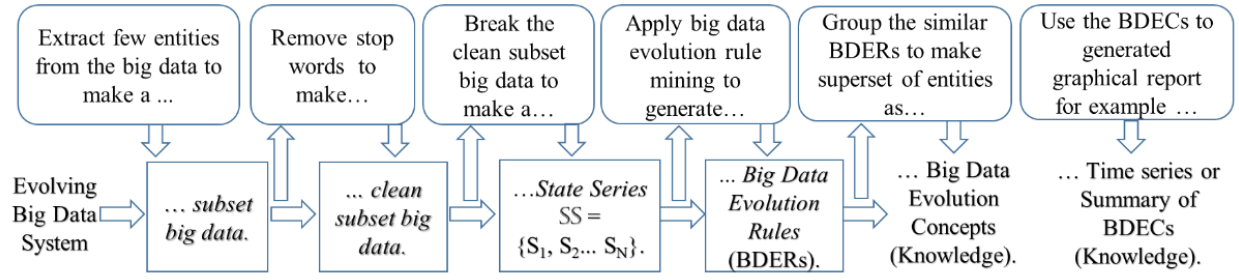 Extract few entities
from the big data to
make a ...
Remove stop
words to
make…
Break the
clean subset
big data to
make a…
Apply big data
evolution rule
mining to
generate…
Group the similar
BDERs to make
superset of entities
as…
Use the BDECs to
generated
graphical report
for example …
Evolving
Big Data
System
… subset
big data.
... clean
subset big
data.
…State Series
SS =
{S1, S2... SN}.
... Big Data
Evolution
Rules
(BDERs).
… Big Data
Evolution
Concepts
(Knowledge).
… Time series or
Summary of
BDECs
(Knowledge).